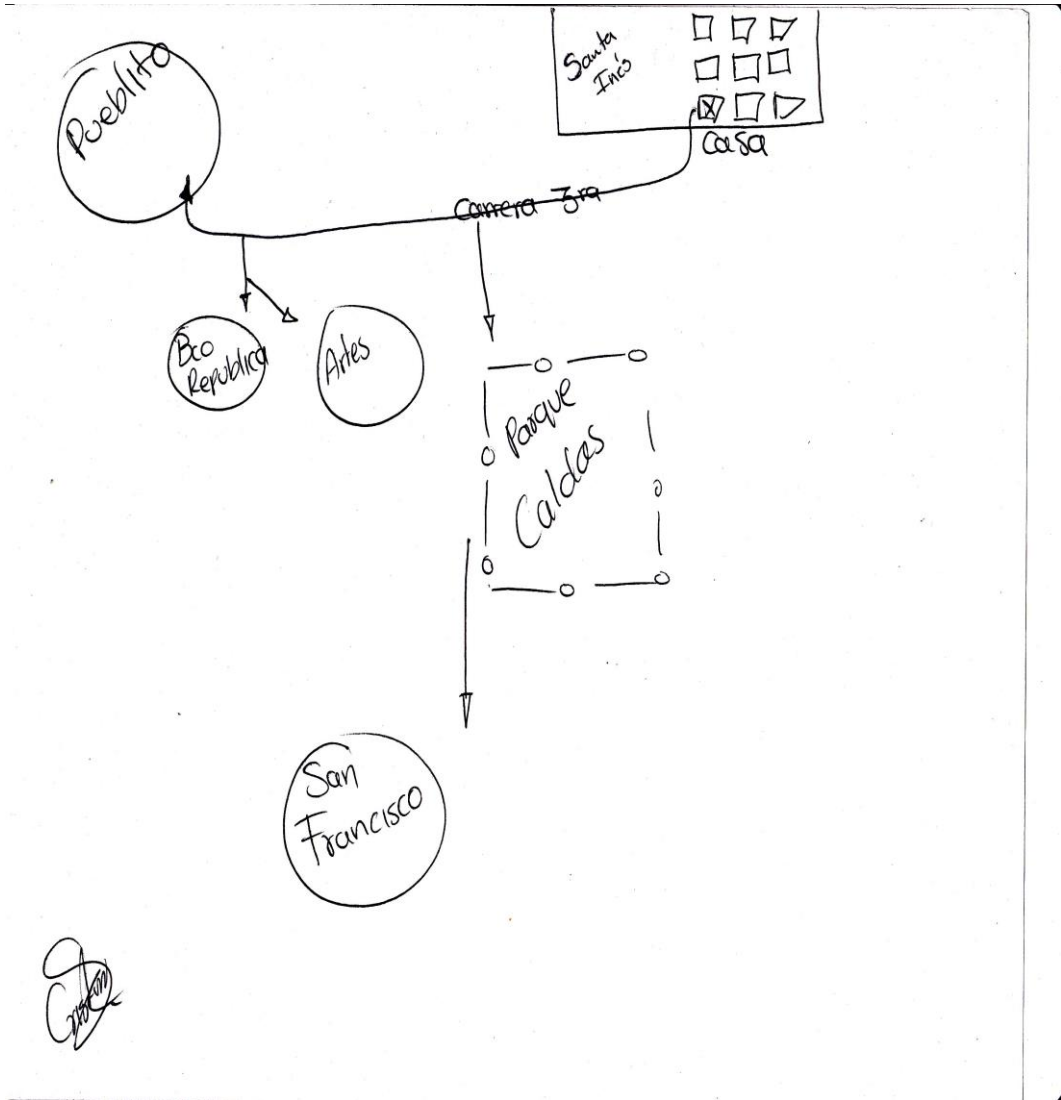 Pueblito
Santa
Inés
Casa
Carrera 3ra
Bco
Republica
Artes
Parque
Caldas
San
Francisco